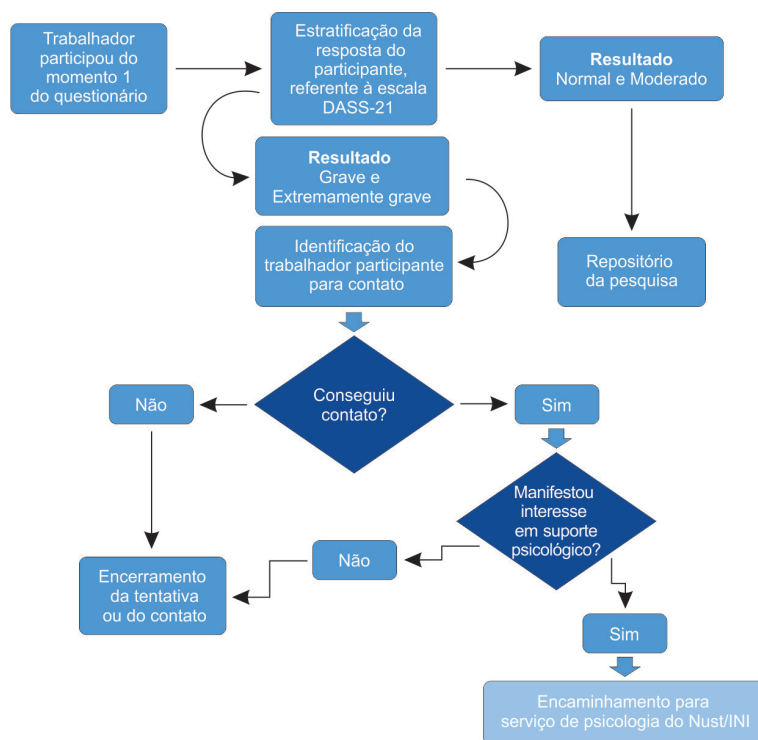 Trabalhador
participou do
momento 1
do questionário
Estratificação da
resposta do
participante,
referente à escala
DASS-21
Resultado
Normal e Moderado
Resultado
Grave e
Extremamente grave
Identificação do
trabalhador participante
para contato
Repositório
da pesquisa
Conseguiu
contato?
Não
Sim
Manifestou
interesse
em suporte
psicológico?
Não
Encerramento
da tentativa
ou do contato
Sim
Encaminhamento para
serviço de psicologia do Nust/INI